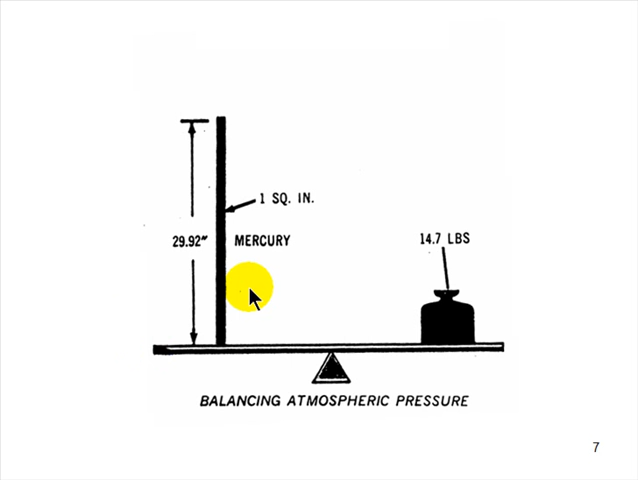 1 SQ. IN.
29.92" MERCURY
14.7 LBS
BALANCING ATMOSPHERIC PRESSURE
7